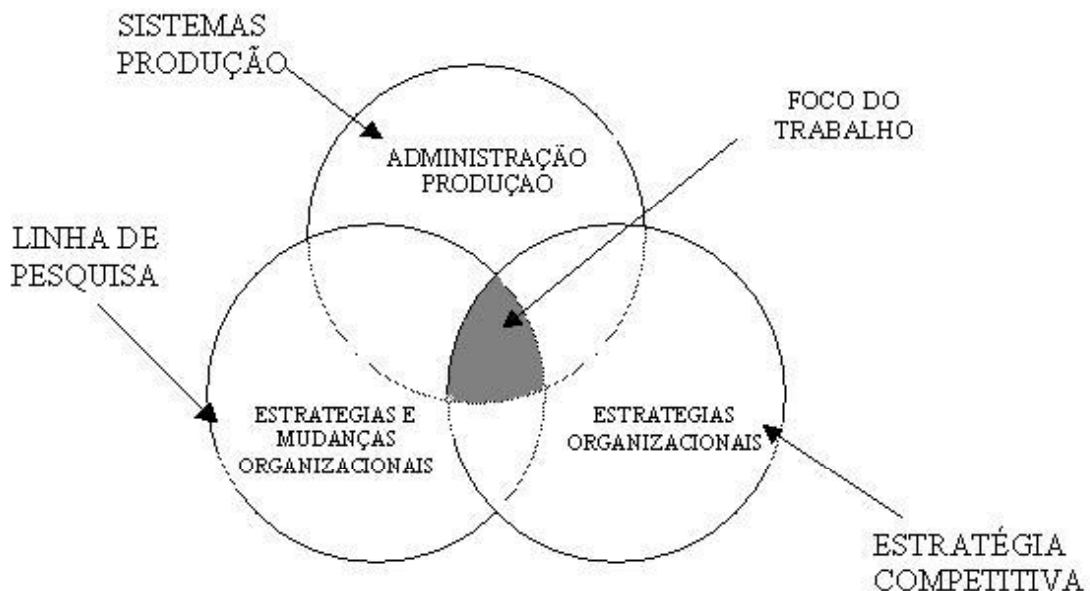 SISTEMAS
PRODUÇÃO
FOCO DO
TRABALHO
ADMINISTRAÇÃO
PRODUÇAO
LINHA DE
PESQUISA
ESTRATEGIAS E
MUDANÇAS
ORGANIZACIONAIS
ESTRATEGIAS
ORGANIZACIONAIS
ESTRATÉGIA
COMPETITIVA